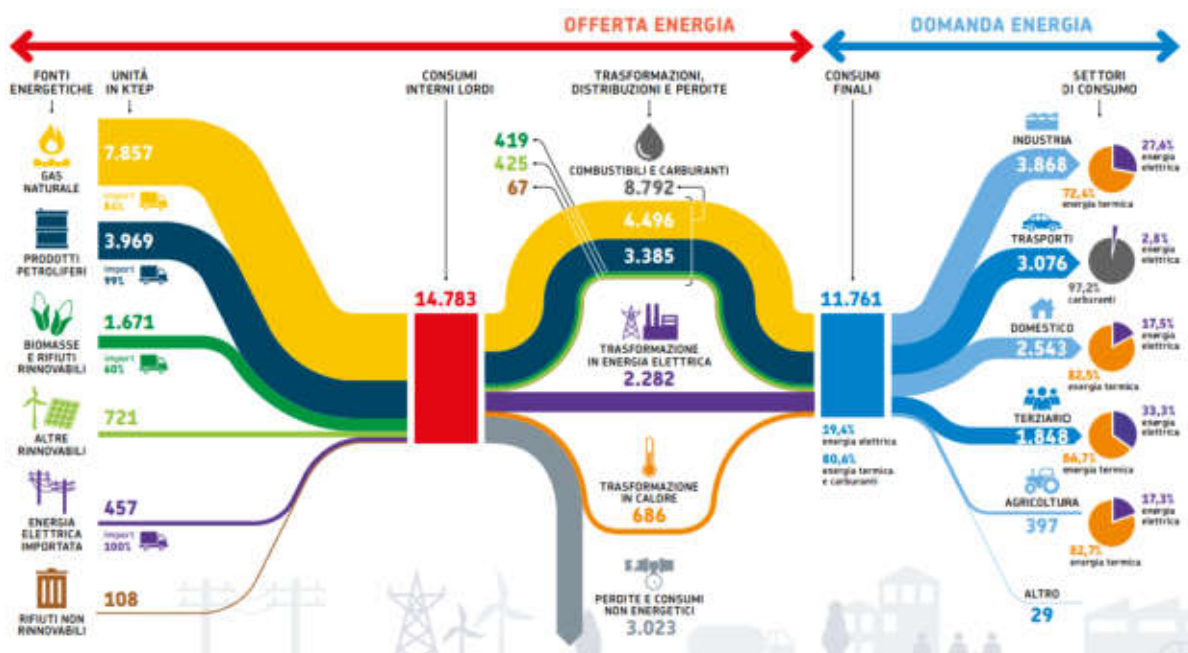 OFFERTA ENERGIA
DOMANDA ENERGIA
FONTI
ENERGETICHE
UNITÀ
IN KTEP
CONSUMI
INTERNI LORDI
TRASFORMAZIONI,
DISTRIBUZIONI E PERDITE
CONSUMI
FINALI
SETTORI
DI CONSUMO
GAS
NATURALE
7.857
import
PRODOTTI
PETROLIFERI
3.969
import
99%
BIOMASSE
E RIFIUTI
RINNOVABILI
1.671
import
60%
ALTRE
RINNOVABILI
721
ENERGIA
ELETTRICA
IMPORTATA
457
import
100%
RIFIUTI NON
RINNOVABILI
108
14.783
419
425
67
COMBUSTIBILI E CARBURANTI
8.792
4.496
3.385
TRASFORMAZIONE
IN ENERGIA ELETTRICA
2.282
TRASFORMAZIONE
IN CALORE
686
PERDITE E CONSUMI
NON ENERGETICI
3.023
11.761
19,4%
energia elettrica
80,6%
energia termica
e carburanti
INDUSTRIA
3.868
27,6%
energia
elettrica
72,4%
energia termica
TRASPORTI
3.076
2,8%
energia
elettrica
97,2%
carburanti
DOMESTICO
2.543
17,5%
energia
elettrica
82,5%
energia termica
TERZIARIO
1.848
33,3%
energia
elettrica
energia termica
AGRICOLTURA
397
17,3%
energia
elettrica
82,7%
energia termica
ALTRO
29